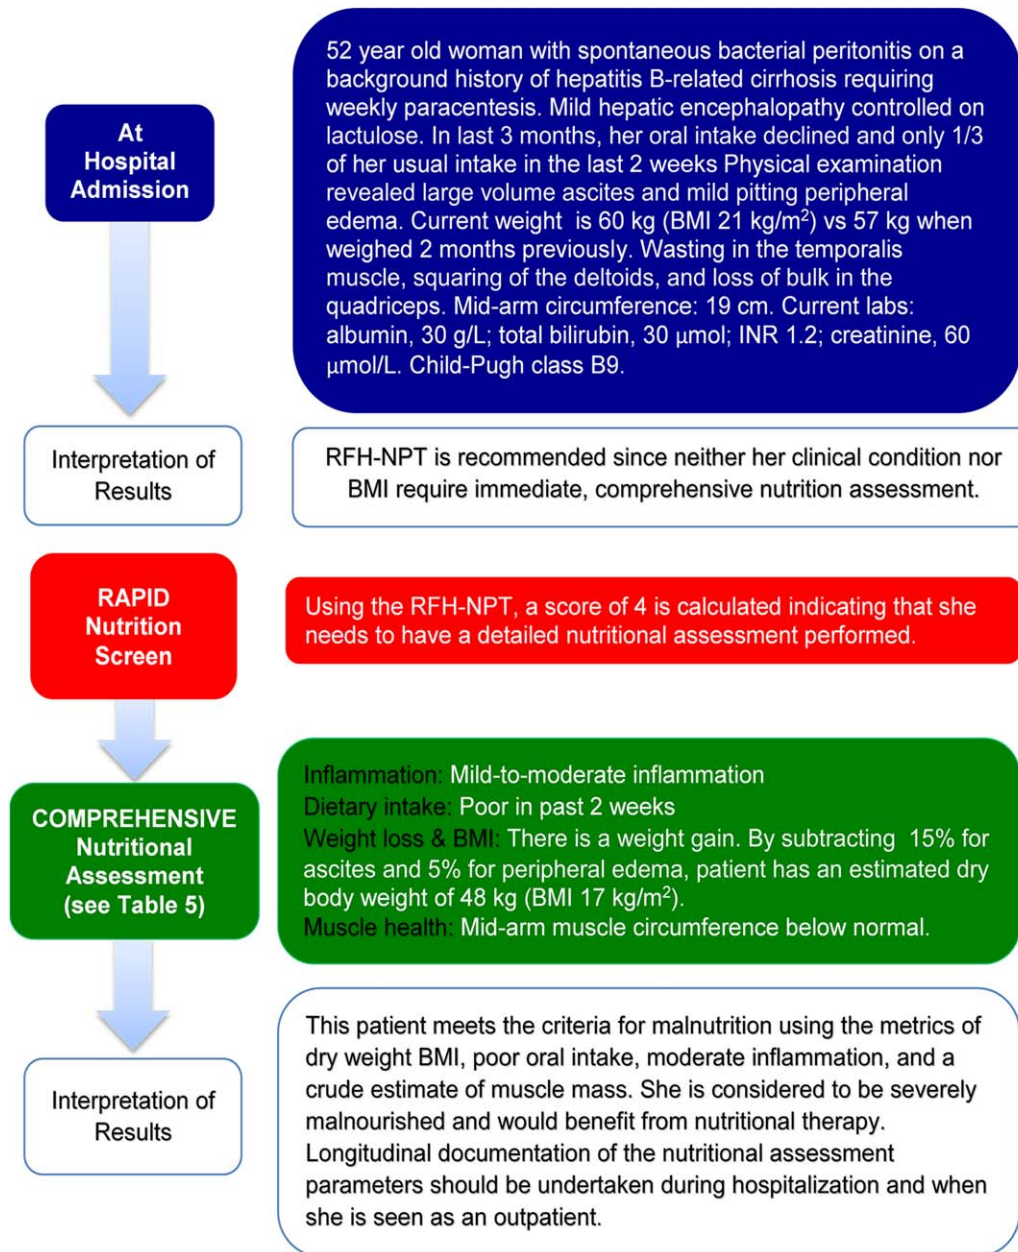 At
Hospital
Admission
52 year old woman with spontaneous bacterial peritonitis on a
background history of hepatitis B-related cirrhosis requiring
weekly paracentesis. Mild hepatic encephalopathy controlled on
lactulose. In last 3 months, her oral intake declined and only 1/3
of her usual intake in the last 2 weeks Physical examination
revealed large volume ascites and mild pitting peripheral
edema. Current weight is 60 kg (BMI 21 kg/m²) vs 57 kg when
weighed 2 months previously. Wasting in the temporalis
muscle, squaring of the deltoids, and loss of bulk in the
quadriceps. Mid-arm circumference: 19 cm. Current labs:
albumin, 30 g/L; total bilirubin, 30 μmol; INR 1.2; creatinine, 60
μmol/L. Child-Pugh class B9.
Interpretation of
Results
RFH-NPT is recommended since neither her clinical condition nor
BMI require immediate, comprehensive nutrition assessment.
RAPID
Nutrition
Screen
Using the RFH-NPT, a score of 4 is calculated indicating that she
needs to have a detailed nutritional assessment performed.
COMPREHENSIVE
Nutritional
Assessment
(see Table 5)
Inflammation: Mild-to-moderate inflammation
Dietary intake: Poor in past 2 weeks
Weight loss & BMI: There is a weight gain. By subtracting 15% for
ascites and 5% for peripheral edema, patient has an estimated dry
body weight of 48 kg (BMI 17 kg/m²).
Muscle health: Mid-arm muscle circumference below normal.
Interpretation of
Results
This patient meets the criteria for malnutrition using the metrics of
dry weight BMI, poor oral intake, moderate inflammation, and a
crude estimate of muscle mass. She is considered to be severely
malnourished and would benefit from nutritional therapy.
Longitudinal documentation of the nutritional assessment
parameters should be undertaken during hospitalization and when
she is seen as an outpatient.